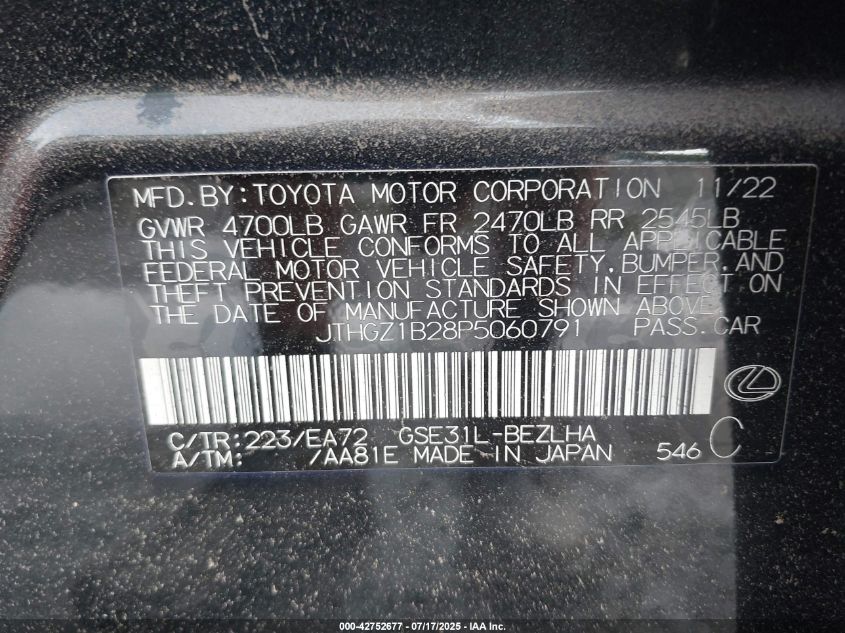 MFD.BY:TOYOTA MOTOR CORPORATION 11/22
GVWR 4700LB GAWR FR 2470LB RR 2545LB
THIS VEHICLE CONFORMS TO ALL APPLICABLE
FEDERAL MOTOR VEHICLE SAFETY,BUMPER,AND
THEFT PREVENTION STANDARDS IN EFFECT ON
THE DATE OF MANUFACTURE SHOWN ABOVE.
JTHGZ1B28P5060791 PASS.CAR
C/TR:223/EA72 GSE31L-BEZLHA
A/TM: /AA81E MADE IN JAPAN 546 C
000-42752677 - 07/17/2025 - IAA Inc.